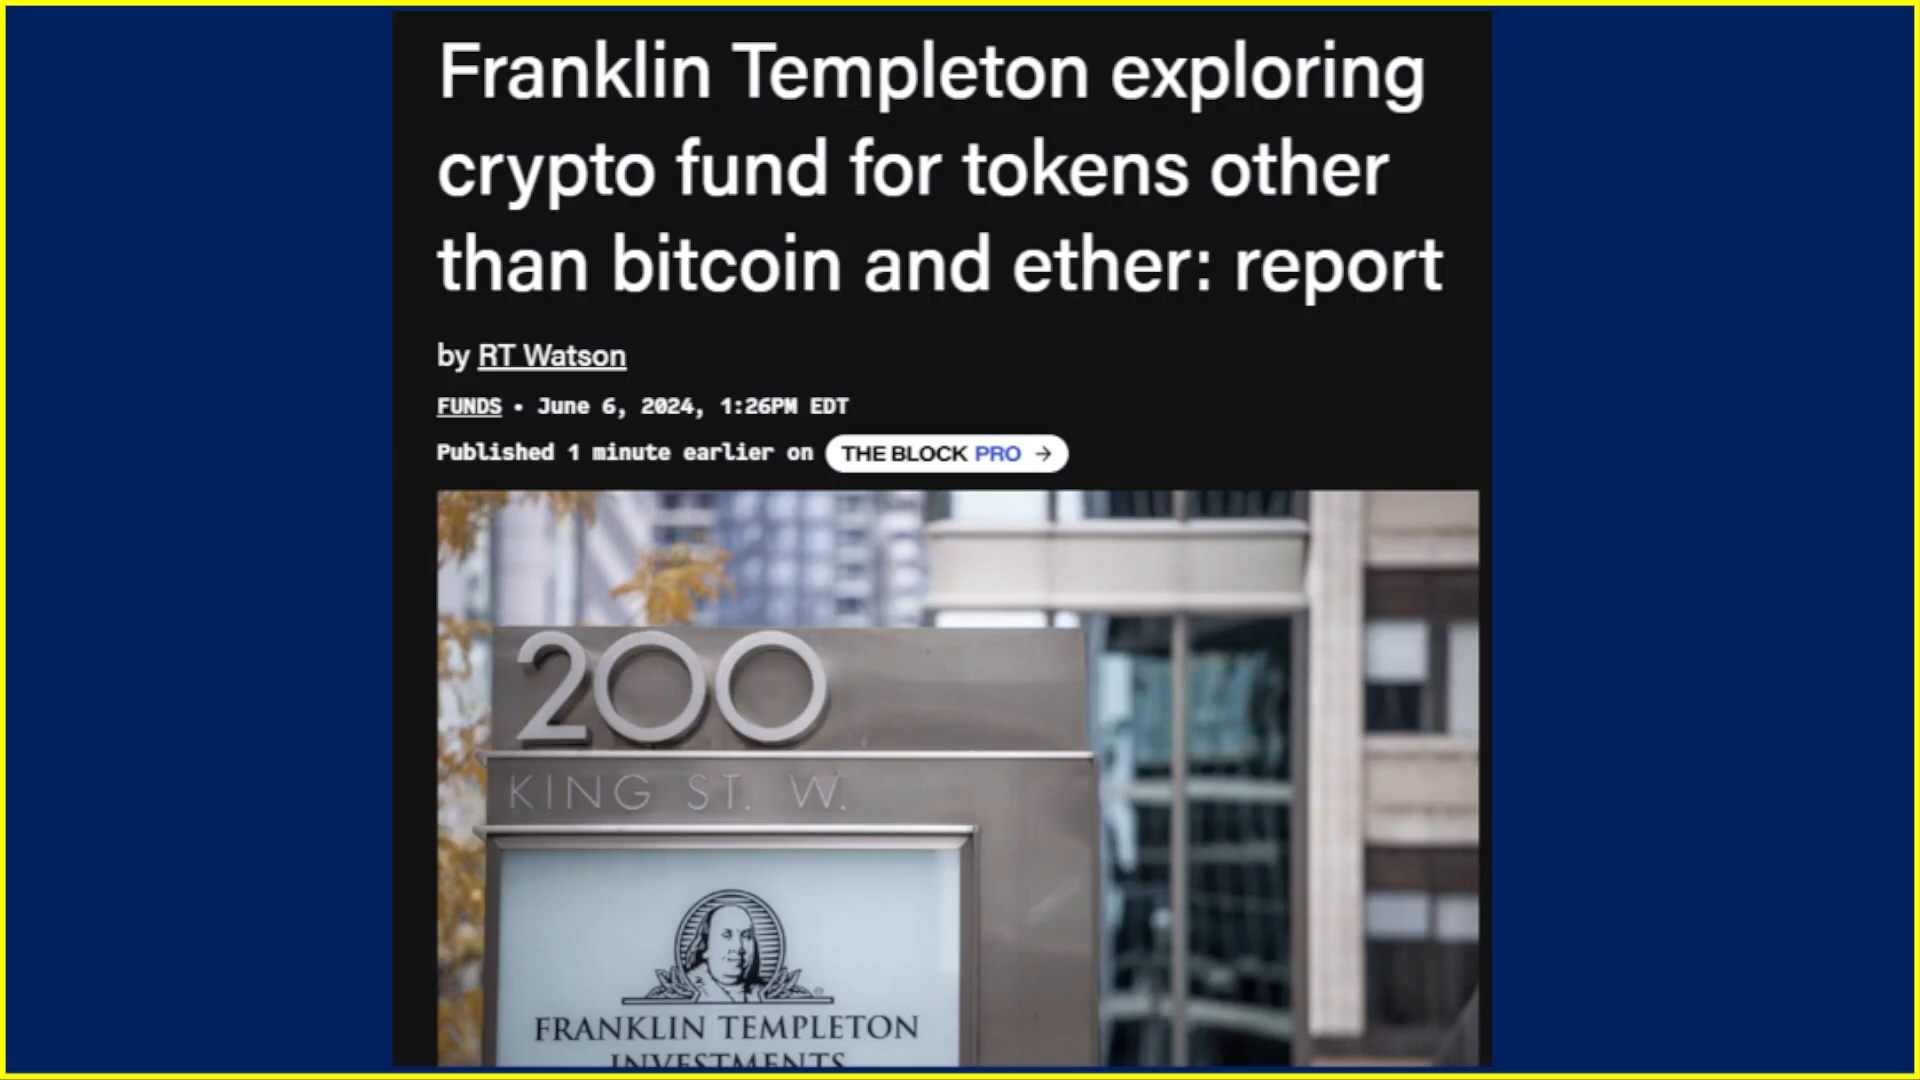 Franklin Templeton exploring
crypto fund for tokens other
than bitcoin and ether: report
by RT Watson
FUNDS • June 6, 2024, 1:26PM EDT
Published 1 minute earlier on THE BLOCK PRO →
200
KING ST. W.
FRANKLIN TEMPLETON
INVESTMENTS